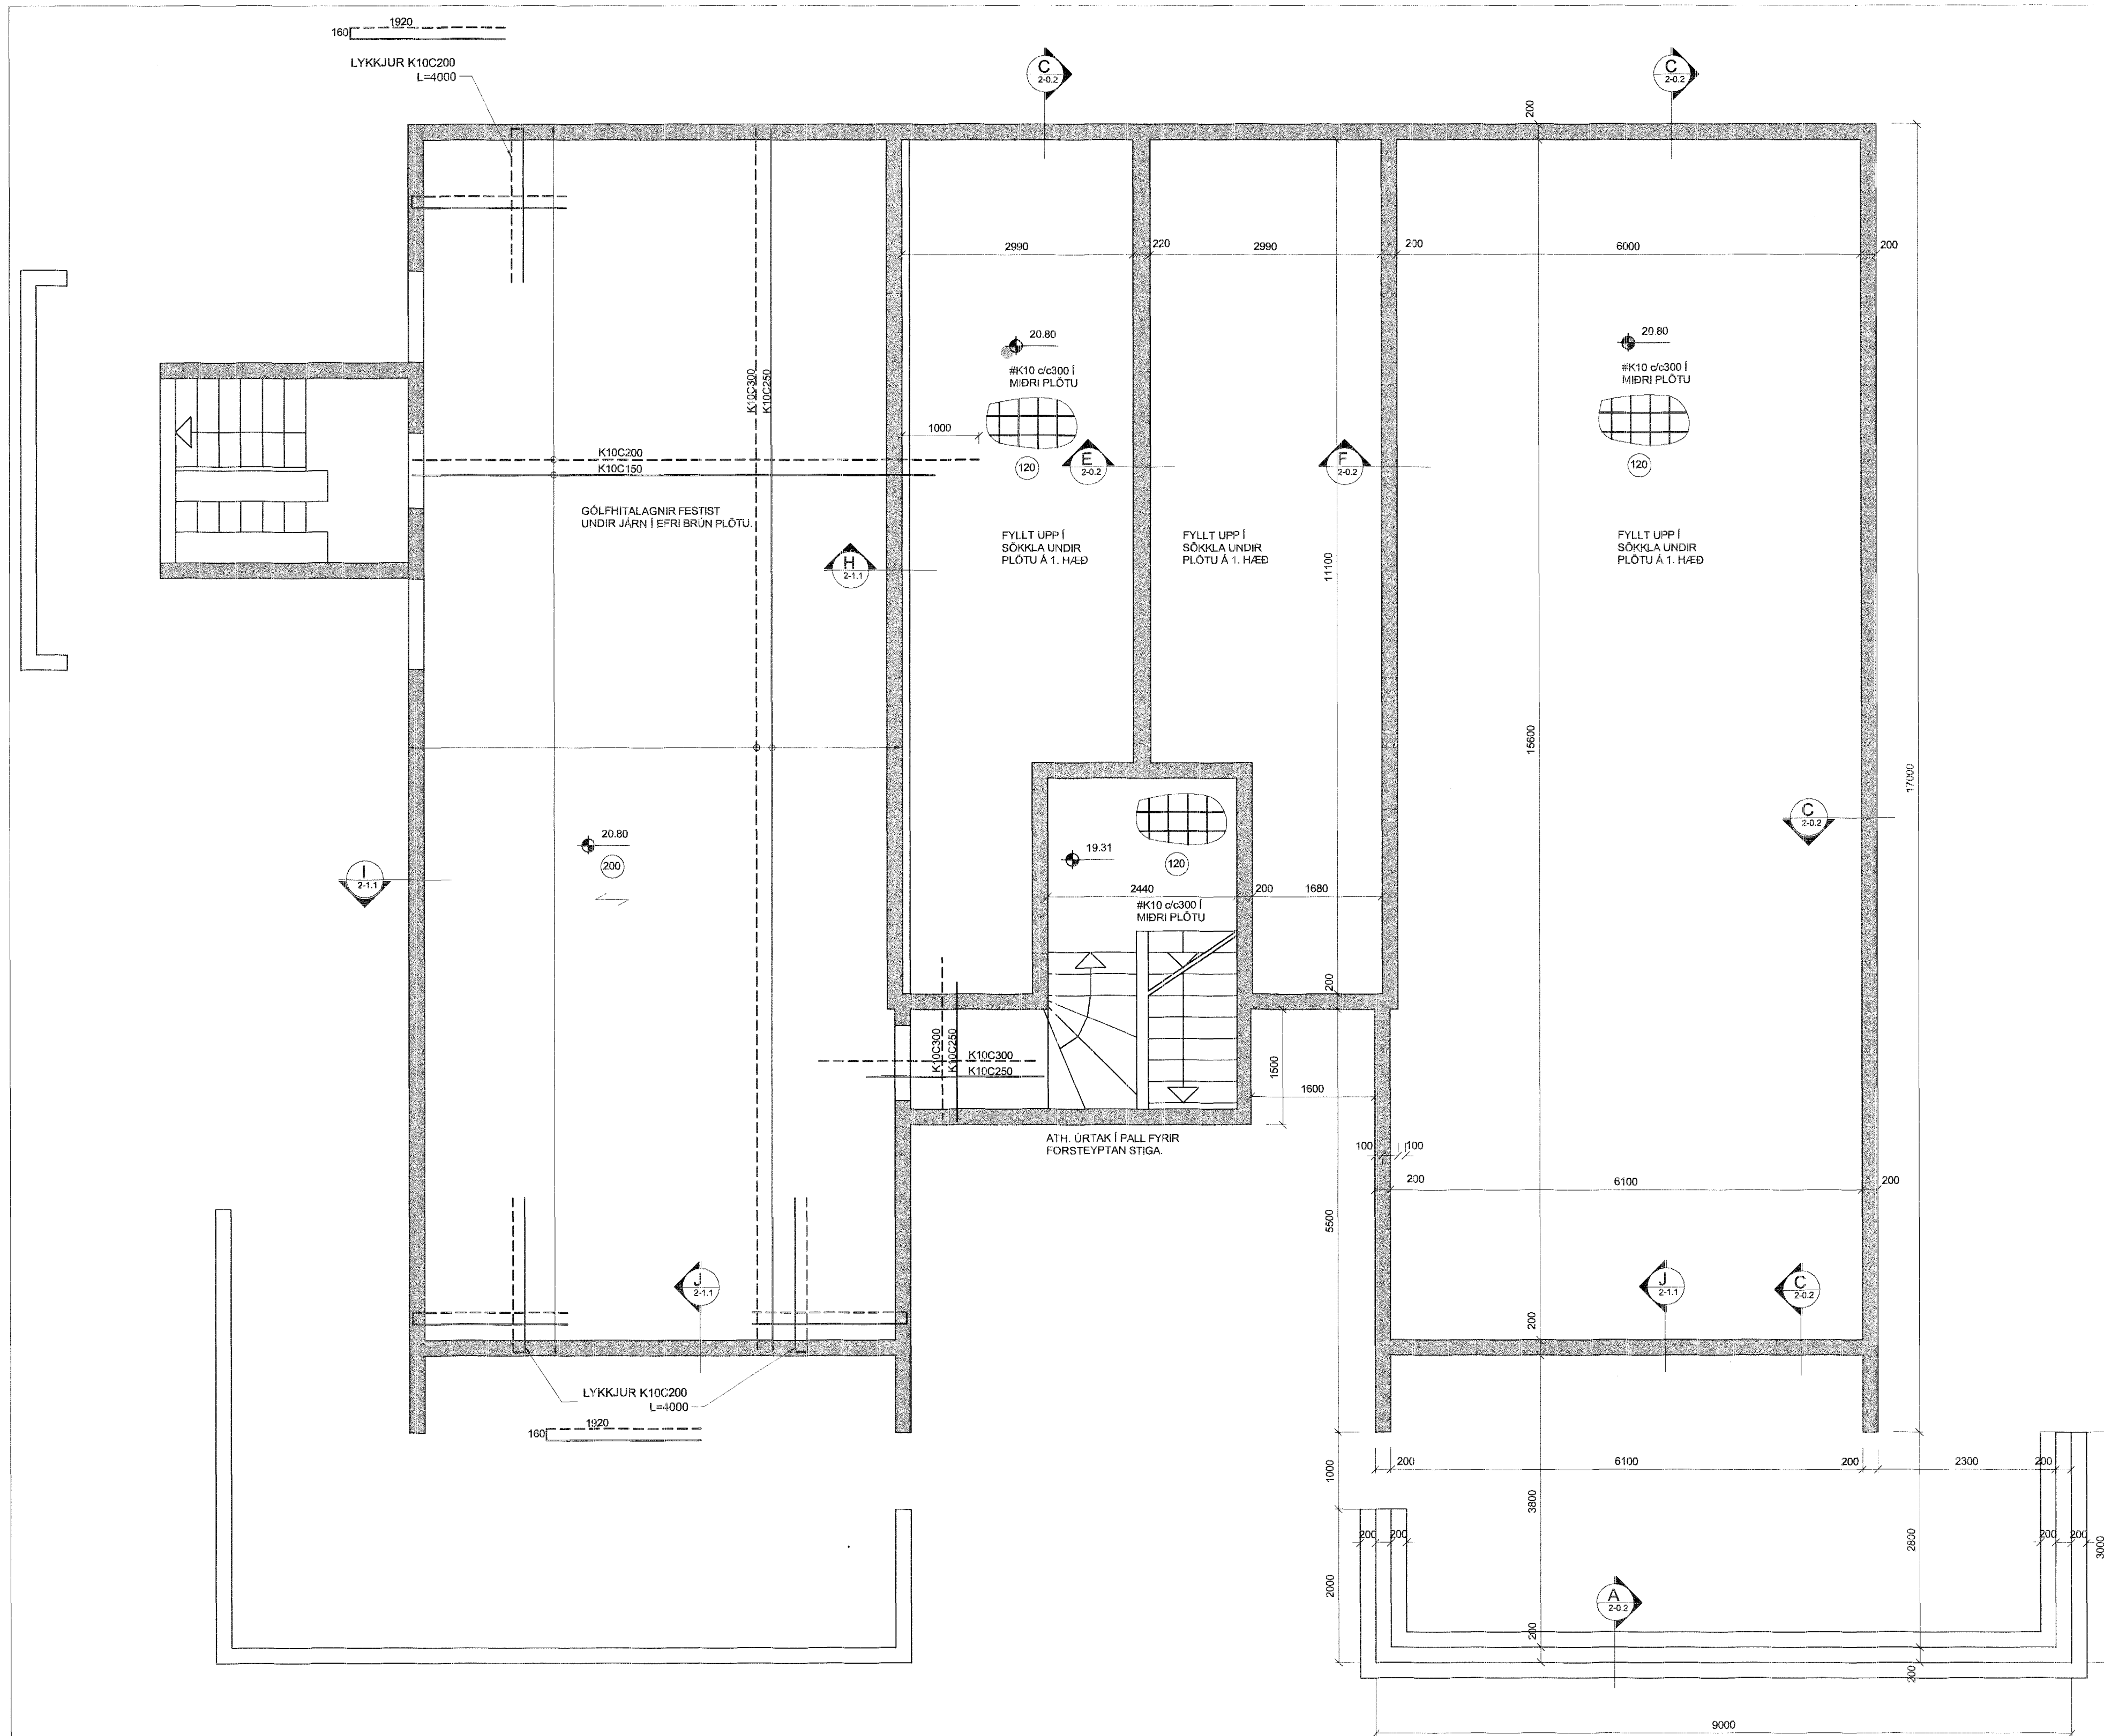 1920
160
LYKKJUR K10C200
L=4000
C
2-0.2
C
2-0.2
200
2990
220
2990
200
6000
200
20.80
#K10 c/c300 Í
MIÐRI PLÖTU
120
20.80
#K10 c/c300 Í
MIÐRI PLÖTU
120
K10C300
K10C250
1000
K10C200
K10C150
E
2-0.2
F
2-0.2
GÓLFHITALAGNIR FESTIST
UNDIR JÁRN Í EFRI BRÚN PLÖTU.
FYLLT UPP Í
SÖKKLA UNDIR
PLÖTU Á 1. HÆÐ
FYLLT UPP Í
SÖKKLA UNDIR
PLÖTU Á 1. HÆÐ
FYLLT UPP Í
SÖKKLA UNDIR
PLÖTU Á 1. HÆÐ
H
2-1.1
11100
15600
17000
C
2-0.2
20.80
200
I
2-1.1
19.31
120
2440
200
1680
#K10 c/c300 Í
MIÐRI PLÖTU
200
K10C300
K10C250
K10C300
K10C250
1500
1600
ATH. ÚRTAK Í PALL FYRIR
FORSTEYPTAN STIGA.
100
100
200
6100
200
5500
J
2-1.1
J
2-1.1
C
2-0.2
200
LYKKJUR K10C200
L=4000
1920
160
1000
200
6100
200
2300
200
3800
200
200
200
200
2800
3000
2000
A
2-0.2
200
200
9000